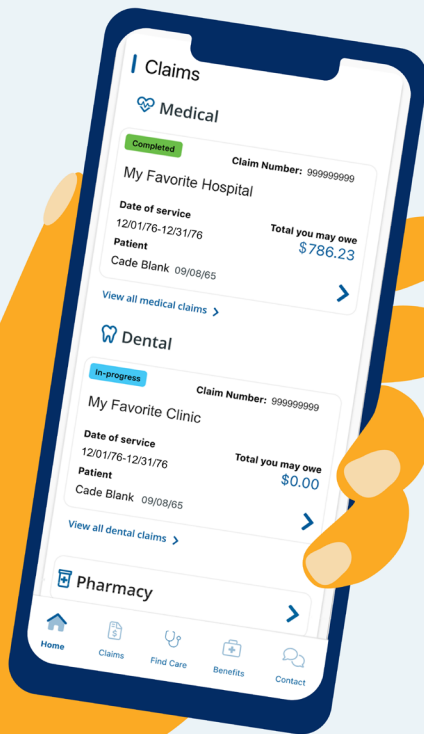 Claims
Medical
Completed
Claim Number: 999999999
My Favorite Hospital
Date of service
12/01/76-12/31/76
Total you may owe
$786.23
Patient
Cade Blank 09/08/65
View all medical claims
Dental
In-progress
Claim Number: 999999999
My Favorite Clinic
Date of service
12/01/76-12/31/76
Total you may owe
$0.00
Patient
Cade Blank 09/08/65
View all dental claims
Pharmacy
Home
Claims
Find Care
Benefits
Contact